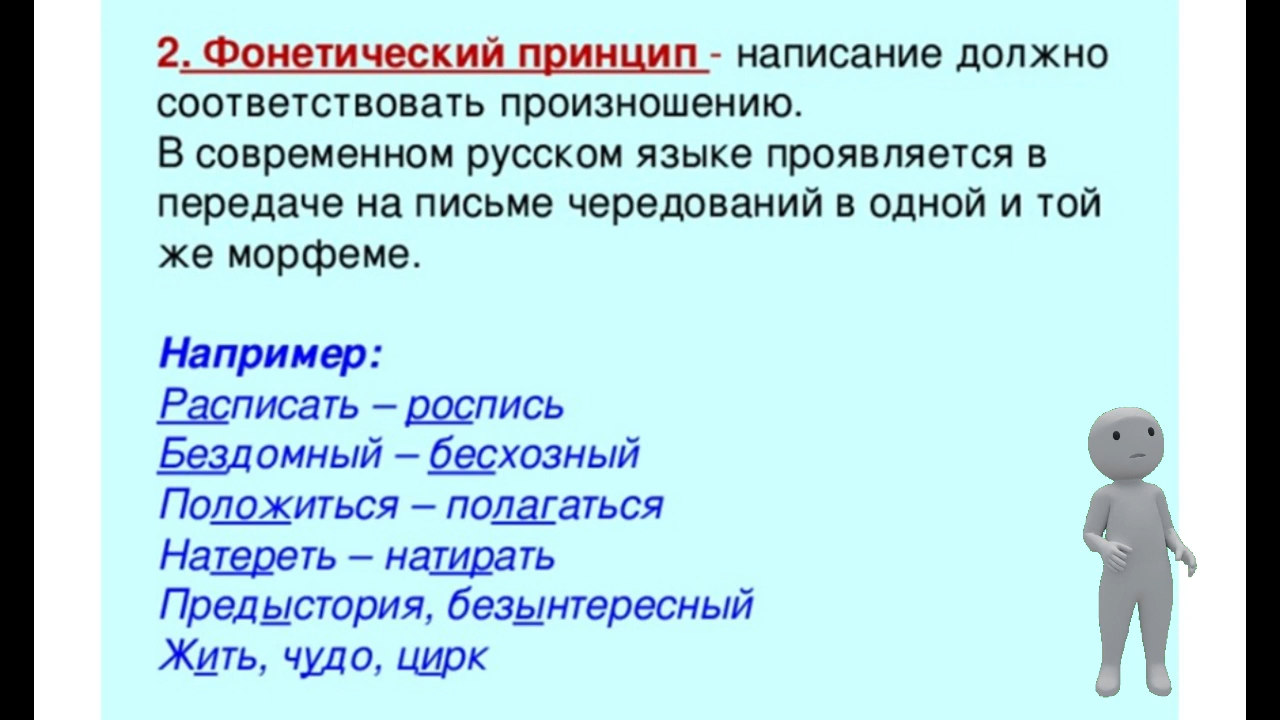 2. Фонетический принцип - написание должно
соответствовать произношению.
В современном русском языке проявляется в
передаче на письме чередований в одной и той
же морфеме.
Например:
Расписать – роспись
Бездомный – бесхозный
Положиться – полагаться
Натереть – натирать
Предыстория, безынтересный
Жить, чудо, цирк